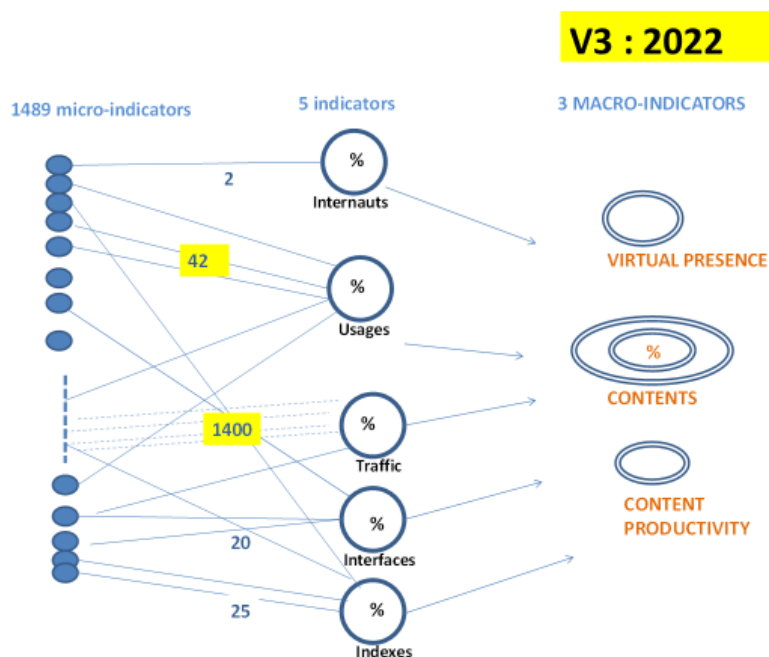 V3 : 2022
1489 micro-indicators
5 indicators
3 MACRO-INDICATORS
%
2
Internauts
VIRTUAL PRESENCE
42
%
Usages
%
CONTENTS
1400
%
Traffic
CONTENT
PRODUCTIVITY
%
20
Interfaces
%
25
Indexes